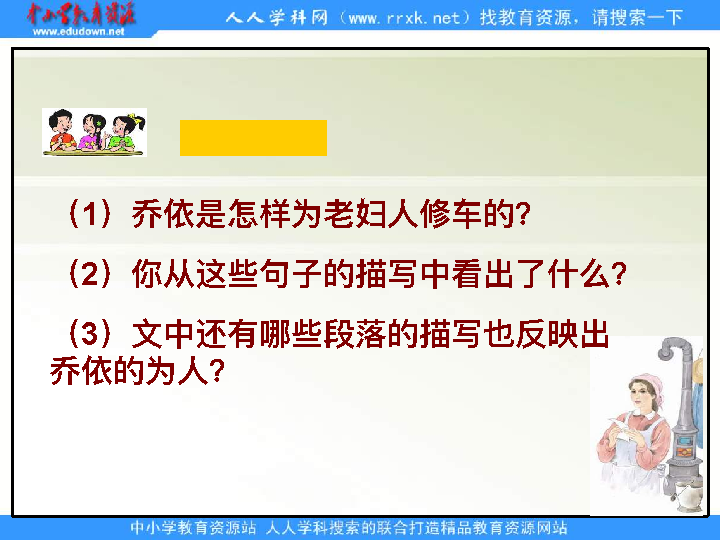 中小学教育资源
www.edudown.net
人人学科网（www.rrxk.net）找教育资源，请搜索一下
（1）乔依是怎样为老妇人修车的？
（2）你从这些句子的描写中看出了什么？
（3）文中还有哪些段落的描写也反映出
乔依的为人？
中小学教育资源站 人人学科搜索的联合打造精品教育资源网站